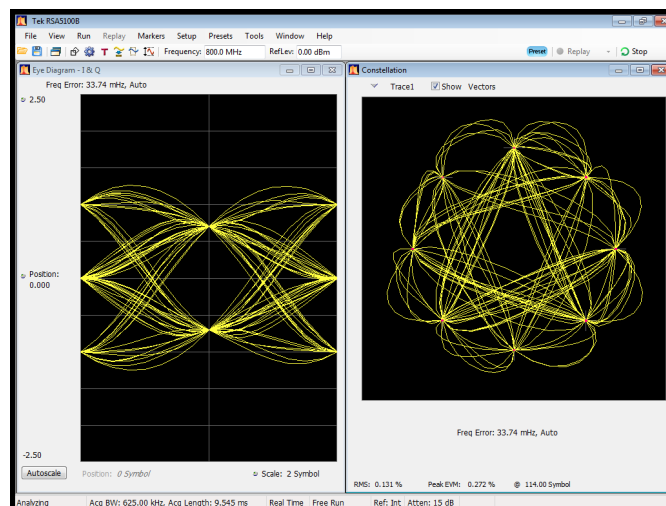 Tek RSA5100B
File View Run Replay Markers Setup Presets Tools Window Help
T Frequency: 800.0 MHz RefLev: 0.00 dBm Preset Replay Stop
Eye Diagram - I & Q
Freq Error: 33.74 mHz, Auto
2.50
Position:
0.000
-2.50
Autoscale Position: 0 Symbol Scale: 2 Symbol
Constellation
Trace1 Show Vectors
Freq Error: 33.74 mHz, Auto
RMS: 0.131 % Peak EVM: 0.272 % @ 114.00 Symbol
Analyzing Acq BW: 625.00 kHz, Acq Length: 9.545 ms Real Time Free Run Ref: Int Atten: 15 dB